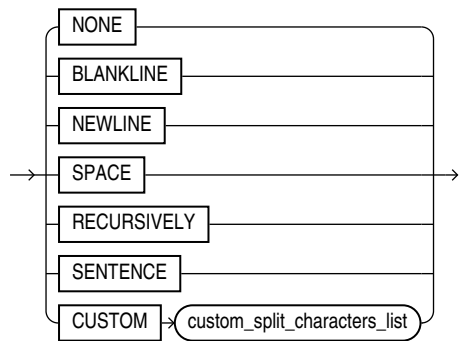 NONE
BLANKLINE
NEWLINE
SPACE
RECURSIVELY
SENTENCE
CUSTOM custom_split_characters_list